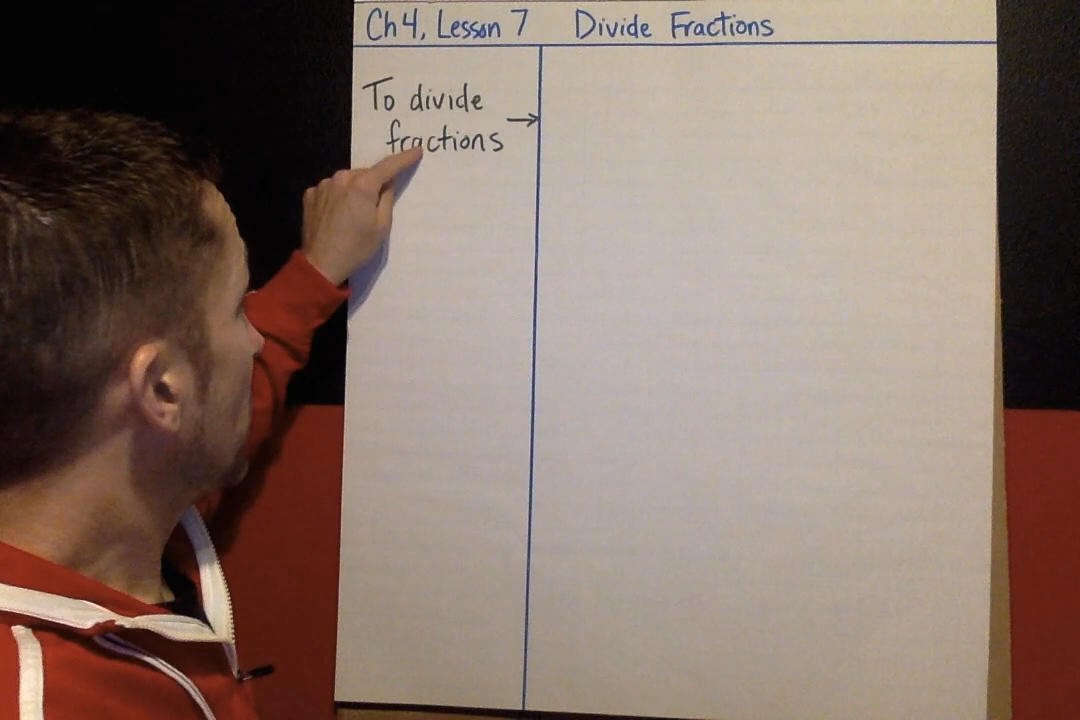 Ch 4, Lesson 7 Divide Fractions
To divide
fractions →